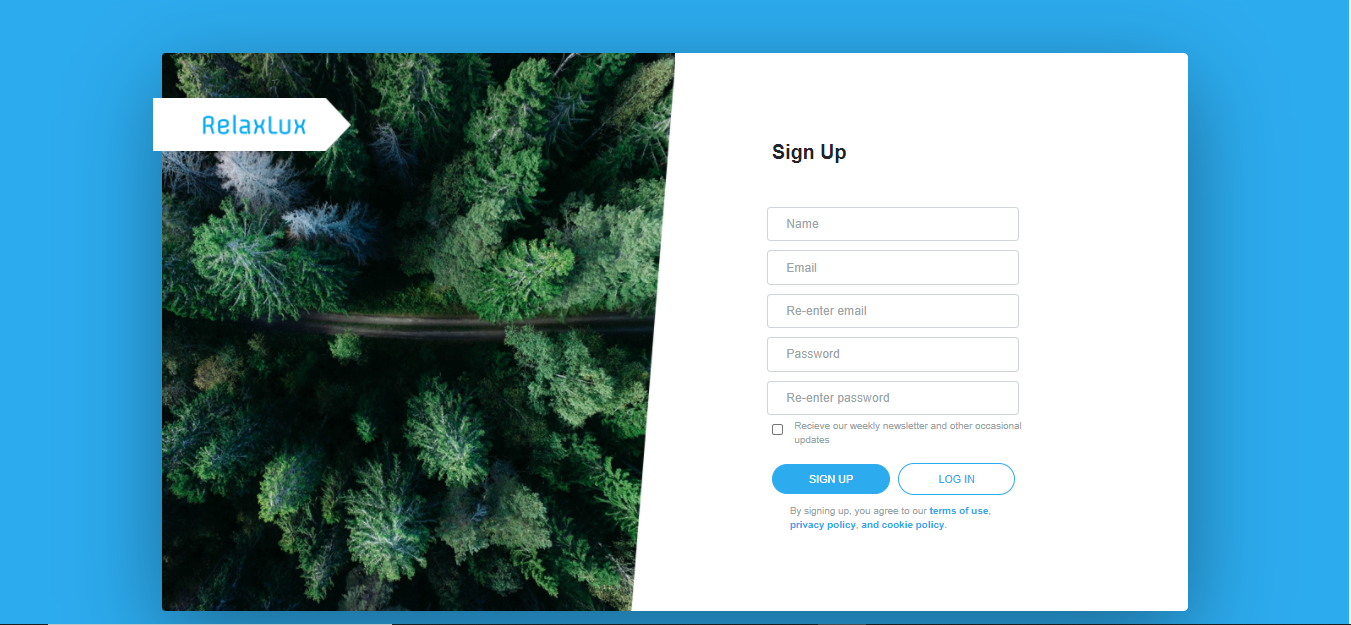 RelaxLux
Sign Up
Name
Email
Re-enter email
Password
Re-enter password
Recieve our weekly newsletter and other occasional
updates
SIGN UP
LOG IN
By signing up, you agree to our terms of use,
privacy policy, and cookie policy.